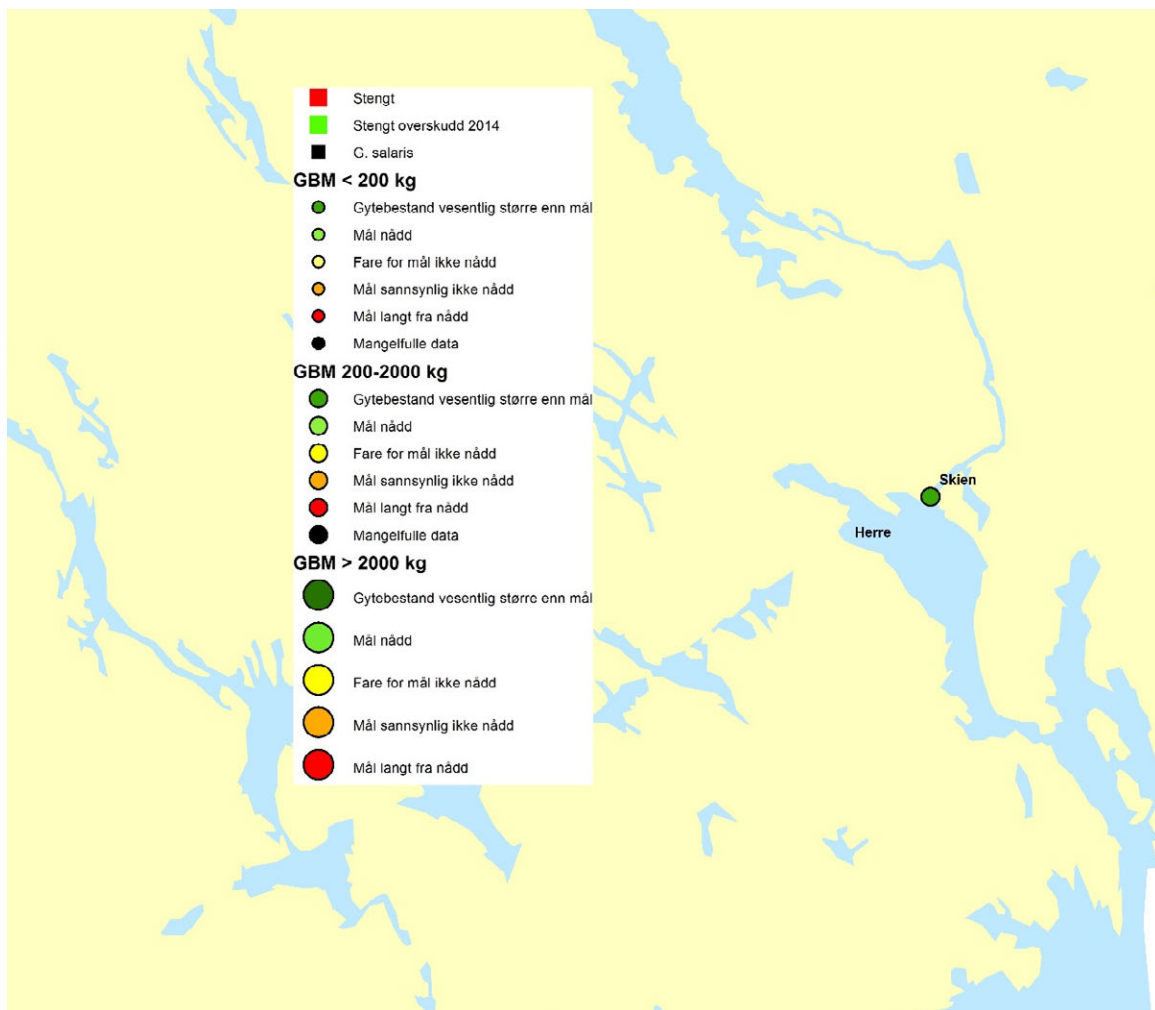 Stengt
Stengt overskudd 2014
G. salaris
GBM < 200 kg
Gytebestand vesentlig større enn mål
Mål nådd
Fare for mål ikke nådd
Mål sannsynlig ikke nådd
Mål langt fra nådd
Mangelfulle data
GBM 200-2000 kg
Gytebestand vesentlig større enn mål
Mål nådd
Fare for mål ikke nådd
Mål sannsynlig ikke nådd
Mål langt fra nådd
Mangelfulle data
GBM > 2000 kg
Gytebestand vesentlig større enn mål
Mål nådd
Fare for mål ikke nådd
Mål sannsynlig ikke nådd
Mål langt fra nådd
Skien
Herre